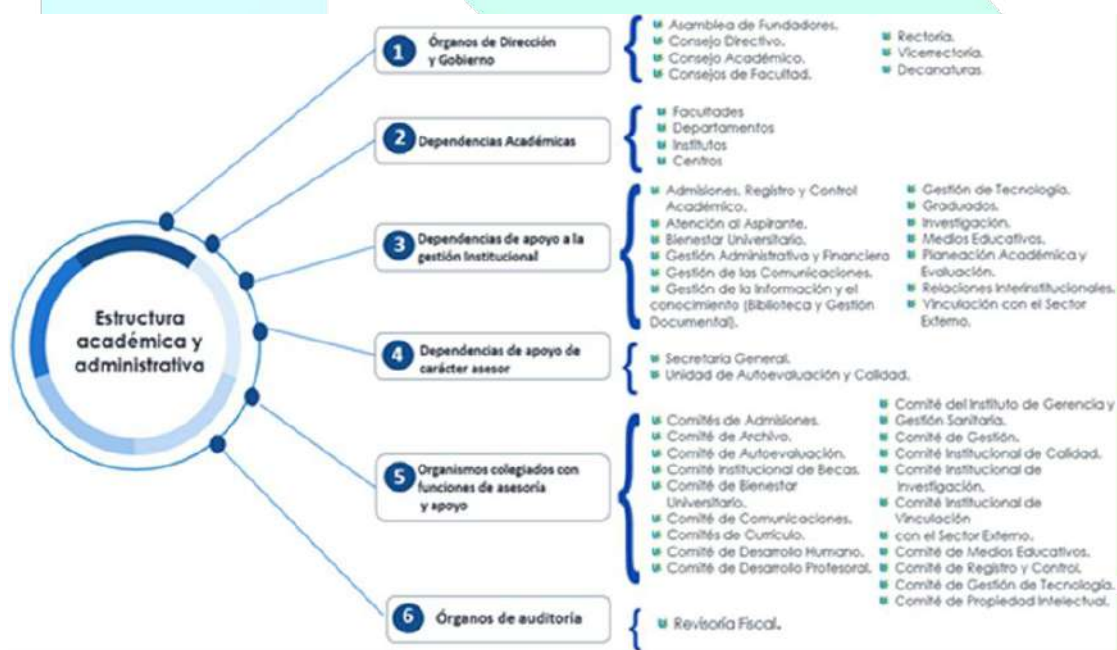 Estructura
académica y
administrativa
1
Órganos de Dirección
y Gobierno
Asamblea de Fundadores.
Consejo Directivo.
Consejo Académico.
Consejos de Facultad.
Rectoría.
Vicerrectoría.
Decanaturas
2
Dependencias Académicas
Facultades
Departamentos
Institutos
Centros
3
Dependencias de apoyo a la
gestión Institucional
Admisiones, Registro y Control
Académico.
Atención al Aspirante.
Bienestar Universitario.
Gestión Administrativa y Financiera
Gestión de las Comunicaciones.
Gestión de la Información y el
conocimiento (Biblioteca y Gestión
Documental).
Gestión de Tecnología.
Graduados.
Investigación.
Medios Educativos.
Planeación Académica y
Evaluación.
Relaciones Interinstitucionales.
Vinculación con el Sector
Externo.
4
Dependencias de apoyo de
carácter asesor
Secretaria General.
Unidad de Autoevaluación y Calidad.
5
Organismos colegiados con
funciones de asesoría
y apoyo
Comités de Admisiones.
Comité de Archivo.
Comité de Autoevaluación.
Comité Institucional de Becas.
Comité de Bienestar
Universitario.
Comité de Comunicaciones.
Comités de Currículo.
Comité de Desarrollo Humano.
Comité de Desarrollo Profesoral.
Comité del Instituto de Gerencia y
Gestión Sanitaria.
Comité de Gestión.
Comité Institucional de Calidad.
Comité Institucional de
Investigación.
Comité Institucional de
Vinculación
con el Sector Externo.
Comité de Medios Educativos.
Comité de Registro y Control.
Comité de Gestión de Tecnología.
Comité de Propiedad Intelectual.
6
Órganos de auditoría
Revisoría Fiscal.